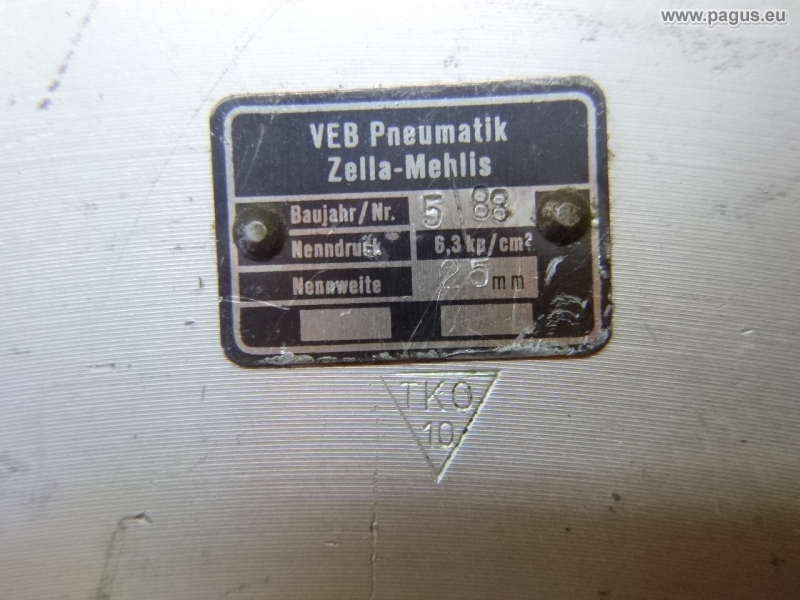 www.pagus.eu
VEB Pneumatik
Zella-Mehlis
Baujahr/Nr. 5 88
Nenndruck 6,3 kp/cm²
Nennweite 25 mm
TKO
10